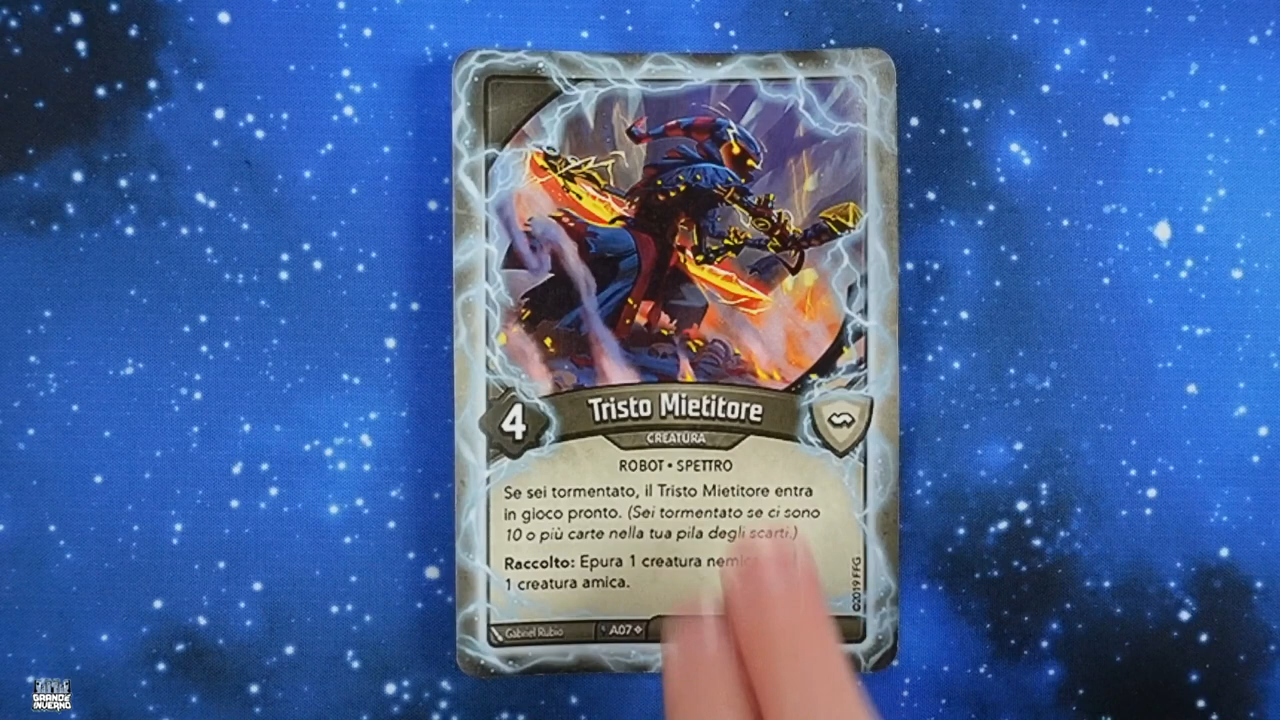 4
Tristo Mietitore
CREATURA
ROBOT • SPETTRO
Se sei tormentato, il Tristo Mietitore entra
in gioco pronto. (Sei tormentato se ci sono
10 o più carte nella tua pila degli scarti.)
Raccolto: Epura 1 creatura
1 creatura amica.
©2019 FFG
Gabriel Rubio
A07
GRANDE
INVERNO